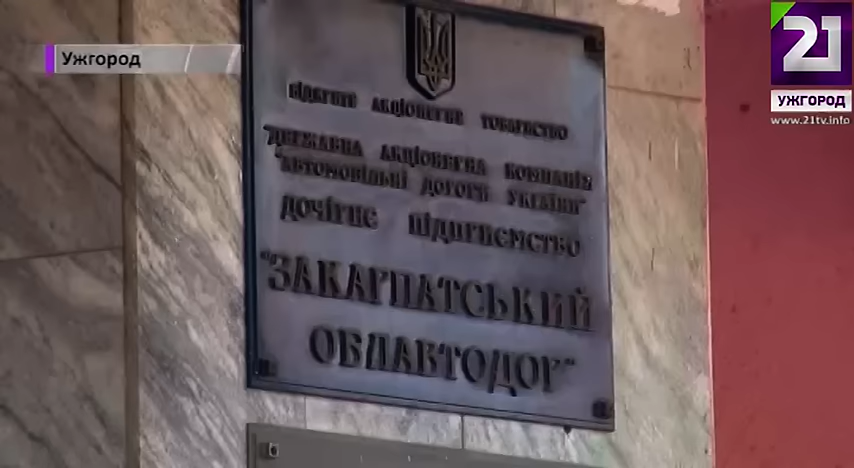 Ужгород
21
УЖГОРОД
www.21tv.info
ВІДКРИТЕ АКЦІОНЕРНЕ ТОВАРИСТВО
"ДЕРЖАВНА АКЦІОНЕРНА КОМПАНІЯ
"АВТОМОБІЛЬНІ ДОРОГИ УКРАЇНИ"
ДОЧІРНЄ ПІДПРИЄМСТВО
"ЗАКАРПАТСЬКИЙ
ОБЛАВТОДОР"